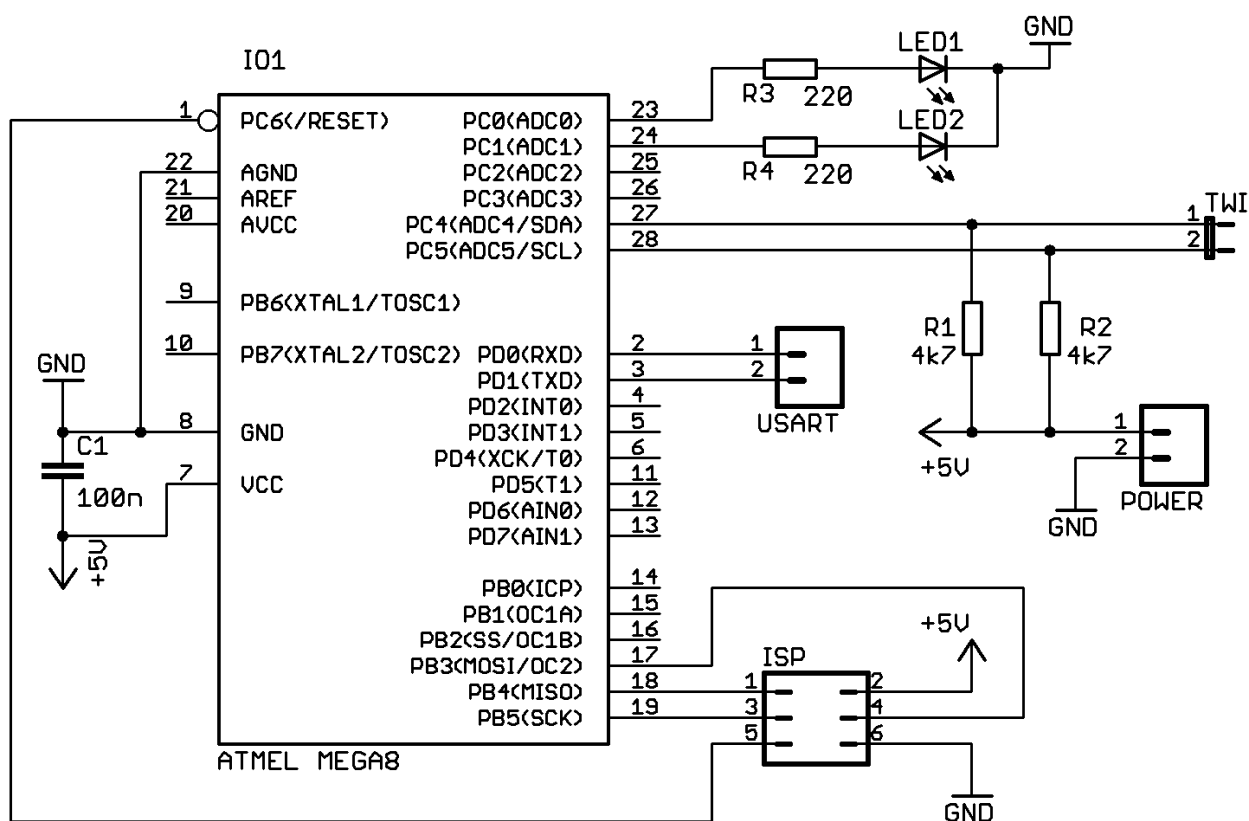 IO1
ATMEL MEGA8
1 PC6(/RESET)
22 AGND
21 AREF
20 AVCC
9 PB6(XTAL1/TOSC1)
10 PB7(XTAL2/TOSC2)
8 GND
7 VCC
PC0(ADC0) 23
PC1(ADC1) 24
PC2(ADC2) 25
PC3(ADC3) 26
PC4(ADC4/SDA) 27
PC5(ADC5/SCL) 28
PD0(RXD) 2
PD1(TXD) 3
PD2(INT0) 4
PD3(INT1) 5
PD4(XCK/T0) 6
PD5(T1) 11
PD6(AIN0) 12
PD7(AIN1) 13
PB0(ICP) 14
PB1(OC1A) 15
PB2(SS/OC1B) 16
PB3(MOSI/OC2) 17
PB4(MISO) 18
PB5(SCK) 19
GND
C1
100n
+5V
R3 220
LED1
GND
R4 220
LED2
TWI
1
2
R1
4k7
R2
4k7
1
2
USART
+5V
1
2
GND
POWER
ISP
1 2
3 4
5 6
+5V
GND